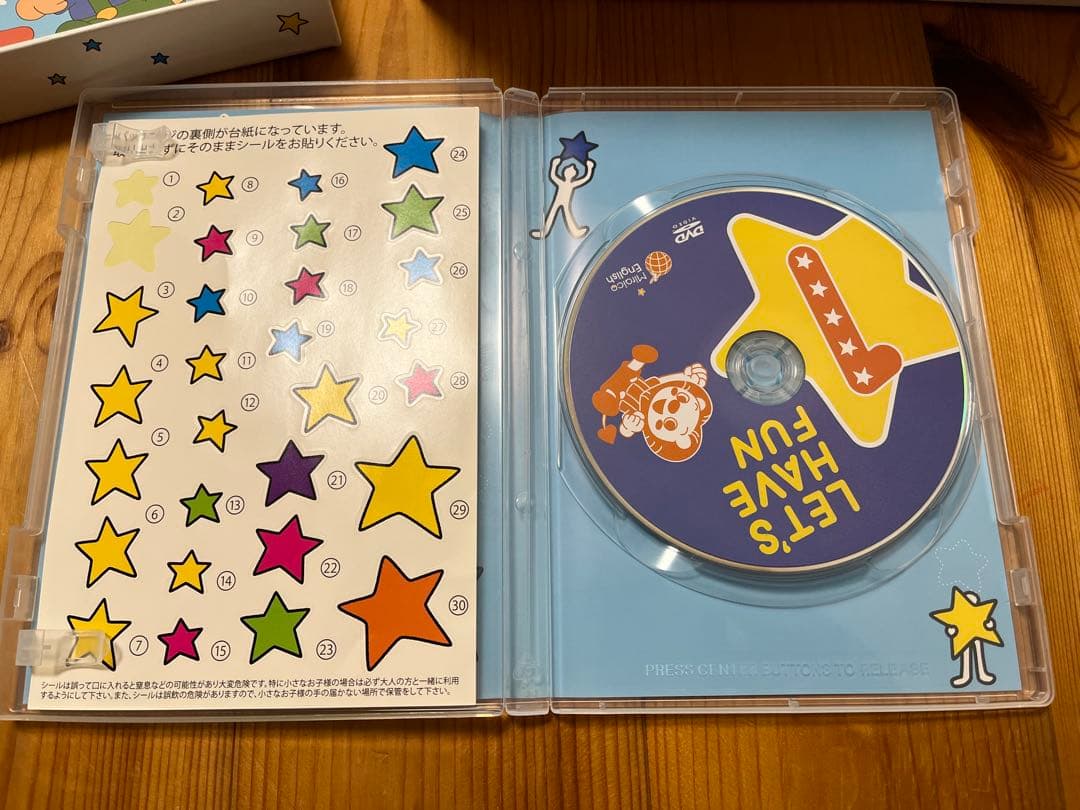 ジの裏側が台紙になっています。
ずにそのままシールをお貼りください。
①
②
③
④
⑤
⑥
⑦
⑧
⑨
⑩
⑪
⑫
⑬
⑭
⑮
⑯
⑰
⑱
⑲
⑳
㉑
㉒
㉓
㉔
㉕
㉖
㉗
㉘
㉙
㉚
シールは誤って口に入れると窒息などの可能性があり大変危険です。特に小さなお子様の場合は必ず大人の方と一緒に利用
するようにして下さい。また、シールは誤飲の危険がありますので、小さなお子様の手の届かない場所で保管をして下さい。
DVD
VIDEO
Miraico
English
1
LET'S
HAVE
FUN
PRESS CENTER BUTTONS TO RELEASE